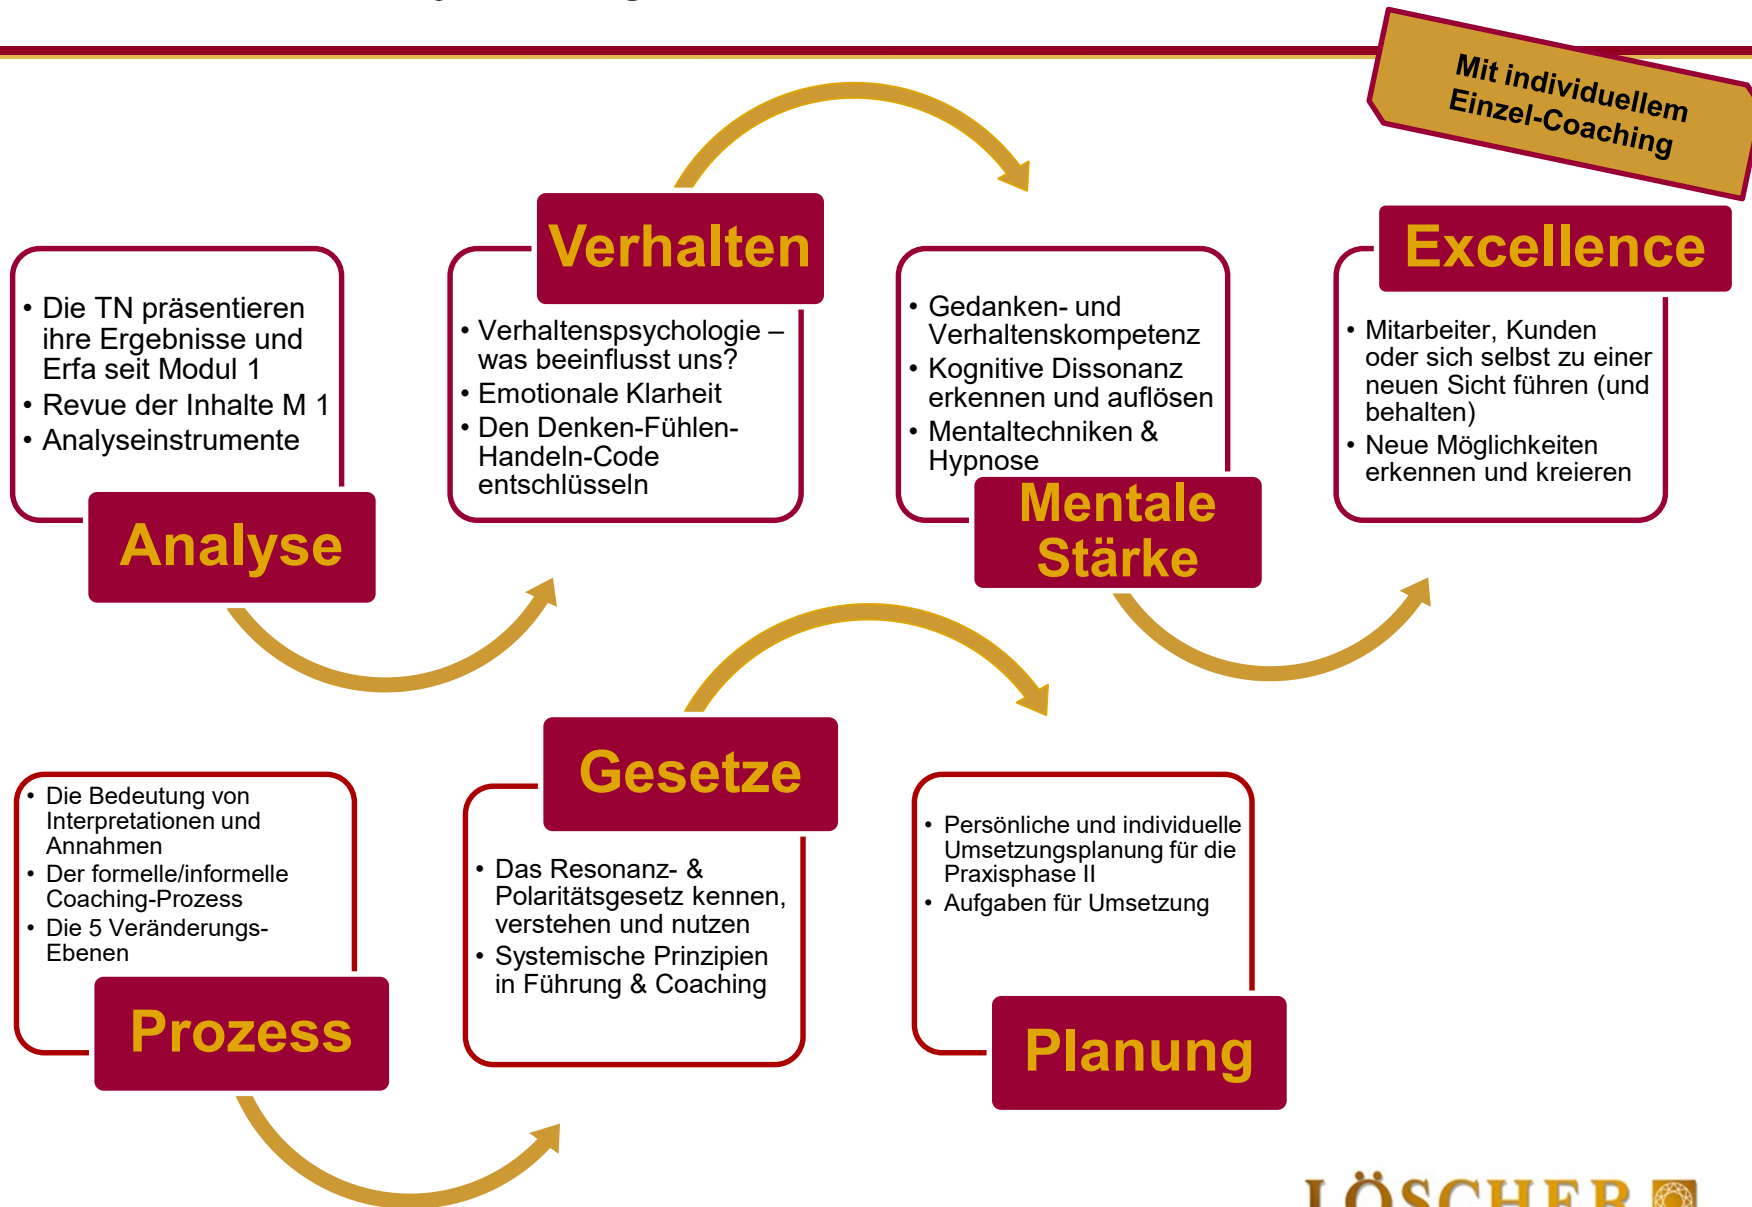 Mit individuellem
Einzel-Coaching
• Die TN präsentieren
ihre Ergebnisse und
Erfa seit Modul 1
• Revue der Inhalte M 1
• Analyseinstrumente
Analyse
Verhalten
• Verhaltenspsychologie –
was beeinflusst uns?
• Emotionale Klarheit
• Den Denken-Fühlen-
Handeln-Code
entschlüsseln
• Gedanken- und
Verhaltenskompetenz
• Kognitive Dissonanz
erkennen und auflösen
• Mentaltechniken &
Hypnose
Mentale
Stärke
Excellence
• Mitarbeiter, Kunden
oder sich selbst zu einer
neuen Sicht führen (und
behalten)
• Neue Möglichkeiten
erkennen und kreieren
• Die Bedeutung von
Interpretationen und
Annahmen
• Der formelle/informelle
Coaching-Prozess
• Die 5 Veränderungs-
Ebenen
Prozess
Gesetze
• Das Resonanz- &
Polaritätsgesetz kennen,
verstehen und nutzen
• Systemische Prinzipien
in Führung & Coaching
• Persönliche und individuelle
Umsetzungsplanung für die
Praxisphase II
• Aufgaben für Umsetzung
Planung
LÖSCHER